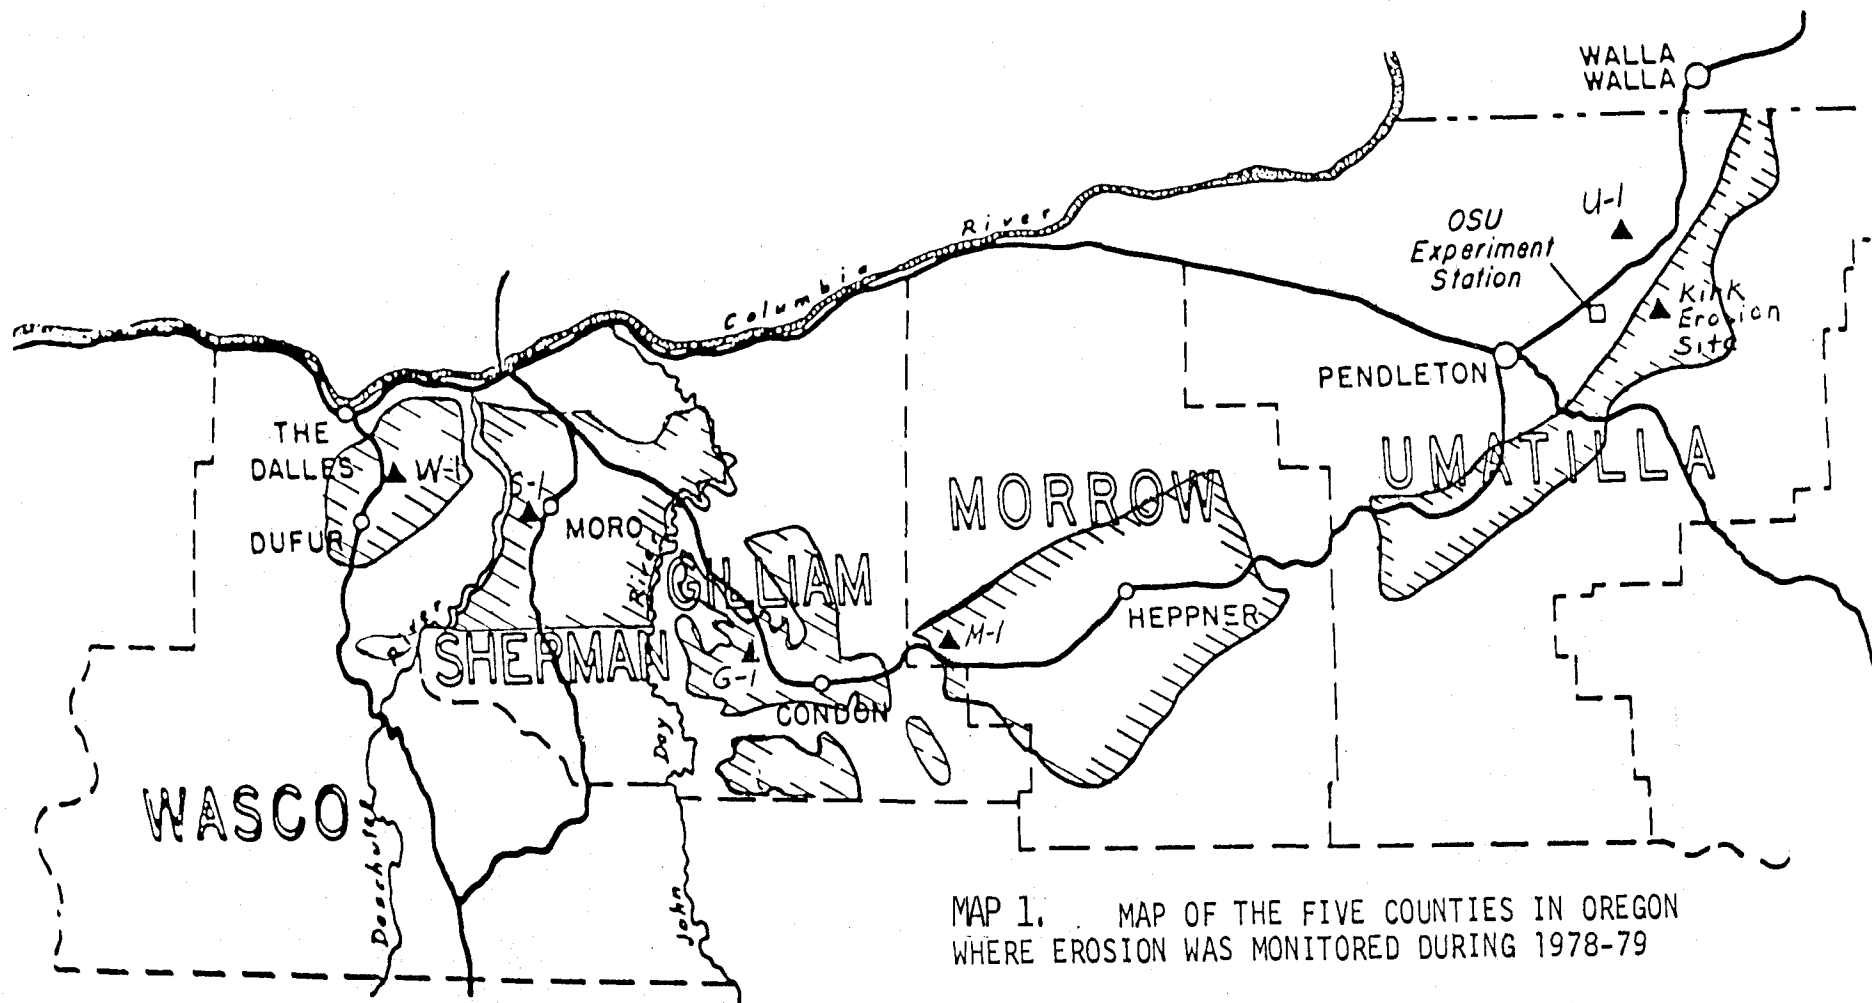 WALLA
WALLA
U-1
OSU
Experiment
Station
River
Columbia
Kirk
Erosion
Site
PENDLETON
THE
DALLES
W-1
S-1
UMATILLA
MORROW
DUFUR
MORO
River
GILLIAM
HEPPNER
River
SHERMAN
M-1
G-1
CONDON
Day
WASCO
Deschutes
John
MAP 1. MAP OF THE FIVE COUNTIES IN OREGON
WHERE EROSION WAS MONITORED DURING 1978-79